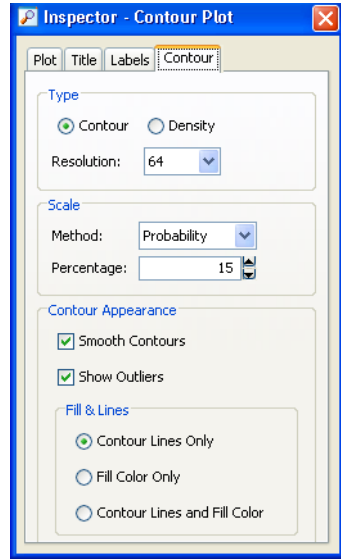 Inspector - Contour Plot
Plot Title Labels Contour
Type
Contour Density
Resolution: 64
Scale
Method: Probability
Percentage: 15
Contour Appearance
Smooth Contours
Show Outliers
Fill & Lines
Contour Lines Only
Fill Color Only
Contour Lines and Fill Color